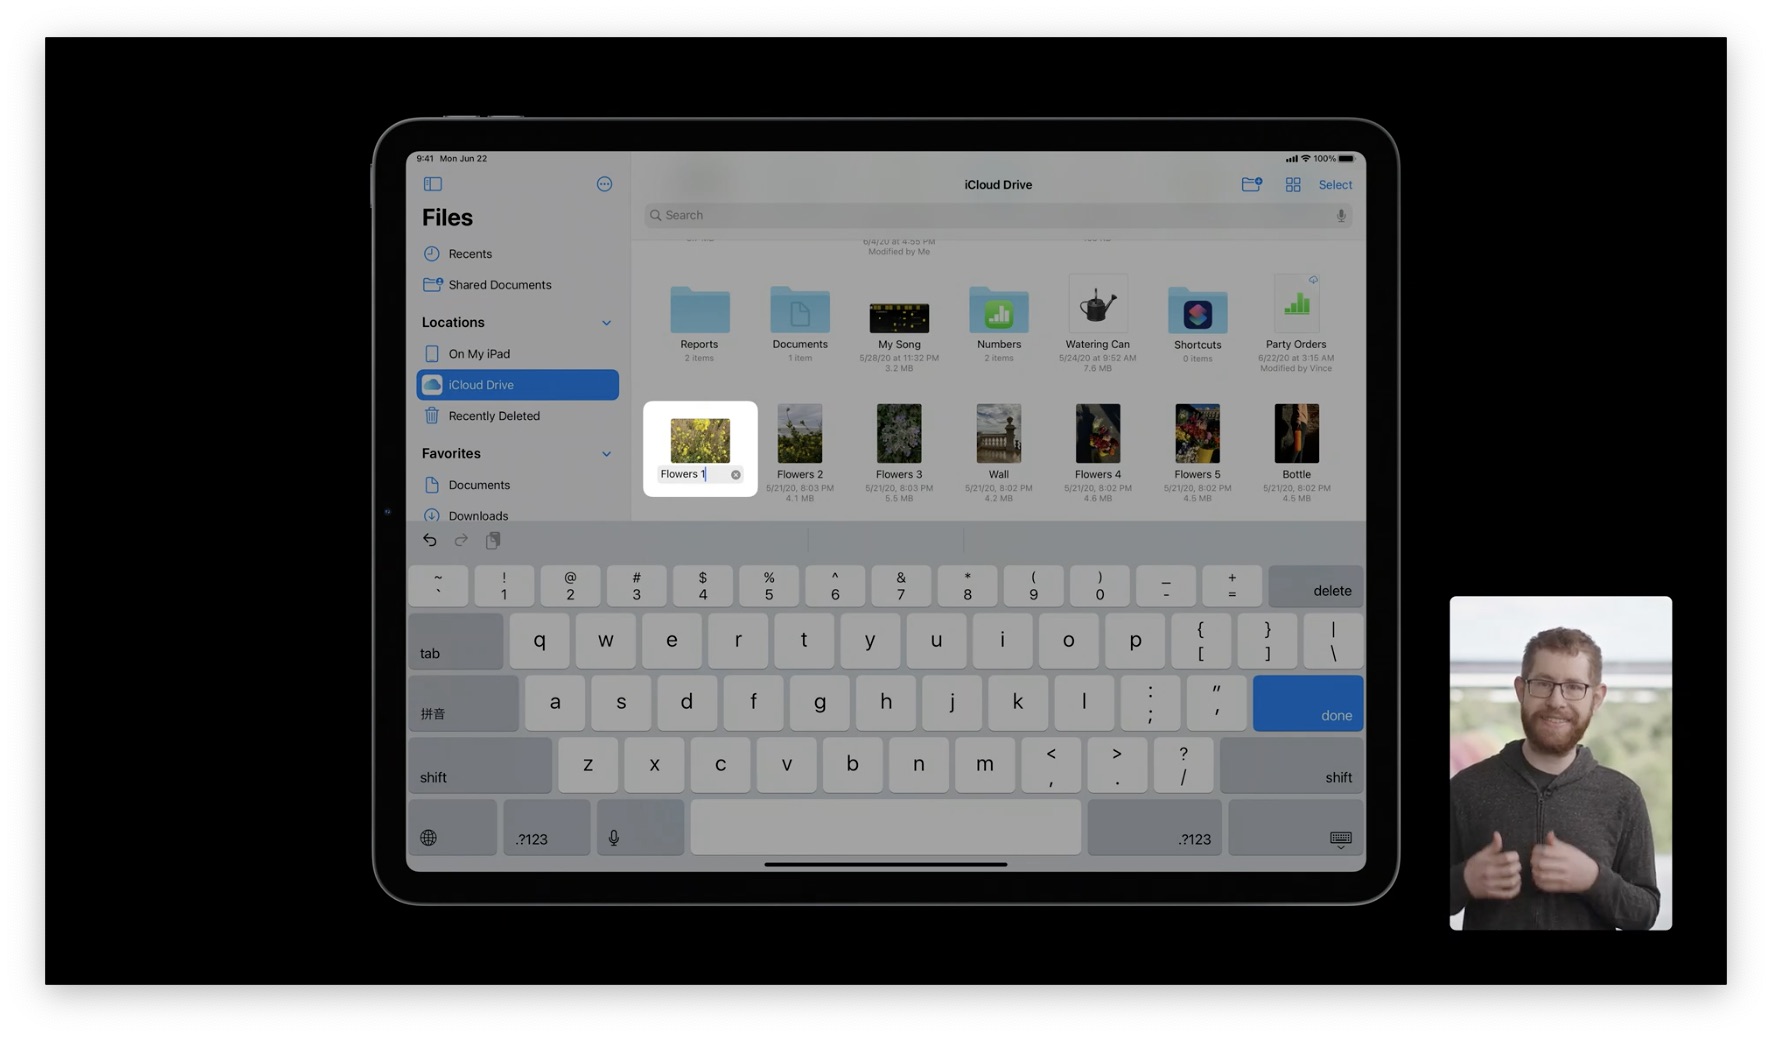 9:41 Mon Jun 22
100%
iCloud Drive
Select
Search
Files
Recents
Shared Documents
Locations
On My iPad
iCloud Drive
Recently Deleted
Favorites
Documents
Downloads
6/4/20 at 4:55 PM
Modified by Me
Reports
2 items
Documents
1 item
My Song
5/28/20 at 11:32 PM
3.2 MB
Numbers
2 items
Watering Can
5/24/20 at 9:52 AM
7.6 MB
Shortcuts
0 items
Party Orders
6/22/20 at 3:15 AM
Modified by Vince
Flowers 1
Flowers 2
5/21/20, 8:03 PM
4.1 MB
Flowers 3
5/21/20, 8:03 PM
5.5 MB
Wall
5/21/20, 8:02 PM
4.2 MB
Flowers 4
5/21/20, 8:02 PM
4.6 MB
Flowers 5
5/21/20, 8:02 PM
4.5 MB
Bottle
5/21/20, 8:02 PM
4.5 MB
~ ! @ # $ % ^ & * ( ) _ +
` 1 2 3 4 5 6 7 8 9 0 - = delete
tab q w e r t y u i o p { [ } ] | \
拼音 a s d f g h j k l : ; " ' done
shift z x c v b n m < , > . ? / shift
.?123 .?123